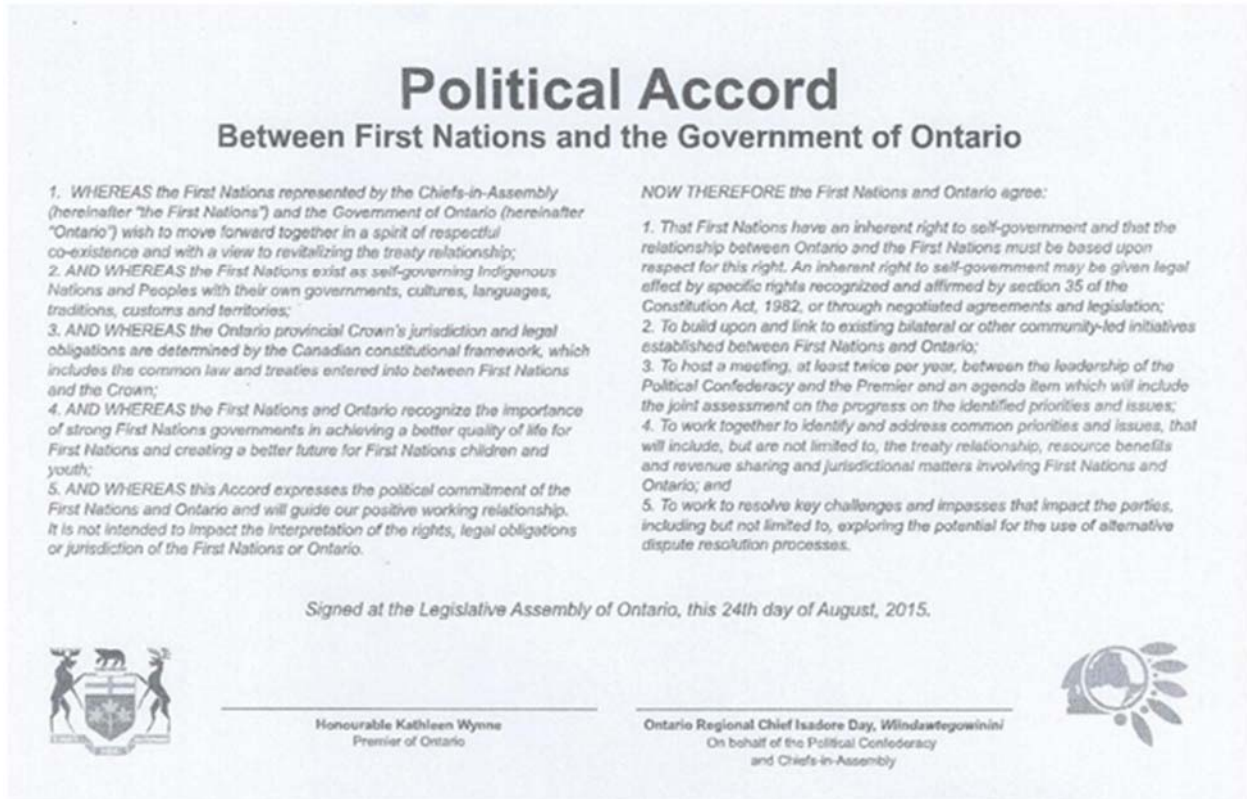 Political Accord
Between First Nations and the Government of Ontario
1. WHEREAS the First Nations represented by the Chiefs-in-Assembly
(hereinafter "the First Nations") and the Government of Ontario (hereinafter
"Ontario") wish to move forward together in a spirit of respectful
co-existence and with a view to revitalizing the treaty relationship;
2. AND WHEREAS the First Nations exist as self-governing Indigenous
Nations and Peoples with their own governments, cultures, languages,
traditions, customs and territories;
3. AND WHEREAS the Ontario provincial Crown's jurisdiction and legal
obligations are determined by the Canadian constitutional framework, which
includes the common law and treaties entered into between First Nations
and the Crown;
4. AND WHEREAS the First Nations and Ontario recognize the importance
of strong First Nations governments in achieving a better quality of life for
First Nations and creating a better future for First Nations children and
youth;
5. AND WHEREAS this Accord expresses the political commitment of the
First Nations and Ontario and will guide our positive working relationship.
It is not intended to impact the interpretation of the rights, legal obligations
or jurisdiction of the First Nations or Ontario.
NOW THEREFORE the First Nations and Ontario agree:
1. That First Nations have an inherent right to self-government and that the
relationship between Ontario and the First Nations must be based upon
respect for this right. An inherent right to self-government may be given legal
effect by specific rights recognized and affirmed by section 35 of the
Constitution Act, 1982, or through negotiated agreements and legislation;
2. To build upon and link to existing bilateral or other community-led initiatives
established between First Nations and Ontario;
3. To host a meeting, at least twice per year, between the leadership of the
Political Confederacy and the Premier and an agenda item which will include
the joint assessment on the progress on the identified priorities and issues;
4. To work together to identify and address common priorities and issues, that
will include, but are not limited to, the treaty relationship, resource benefits
and revenue sharing and jurisdictional matters involving First Nations and
Ontario; and
5. To work to resolve key challenges and impasses that impact the parties,
including but not limited to, exploring the potential for the use of alternative
dispute resolution processes.
Signed at the Legislative Assembly of Ontario, this 24th day of August, 2015.
Honourable Kathleen Wynne
Premier of Ontario
Ontario Regional Chief Isadore Day, Wiindawtegowinini
On behalf of the Political Confederacy
and Chiefs-in-Assembly